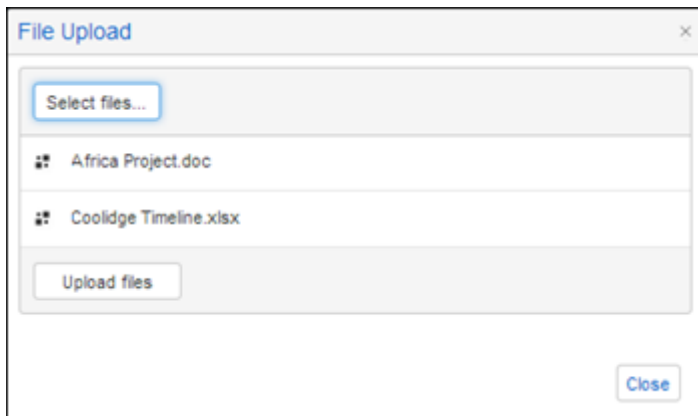 File Upload
Select files...
Africa Project.doc
Coolidge Timeline.xlsx
Upload files
Close